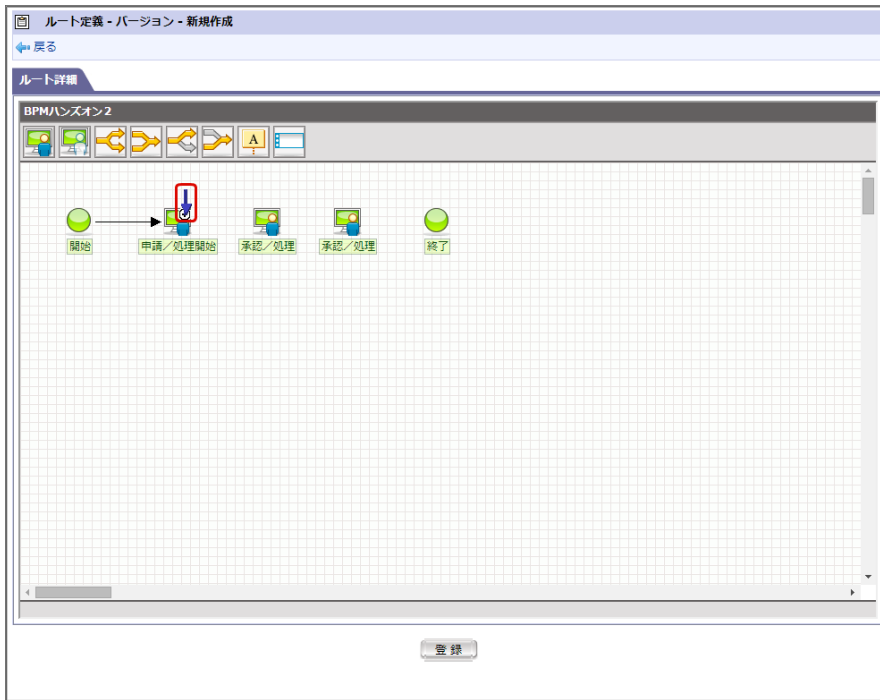 ルート定義 - バージョン - 新規作成
戻る
ルート詳細
BPMハンズオン2
A
開始
申請／処理開始
承認／処理
承認／処理
終了
登録